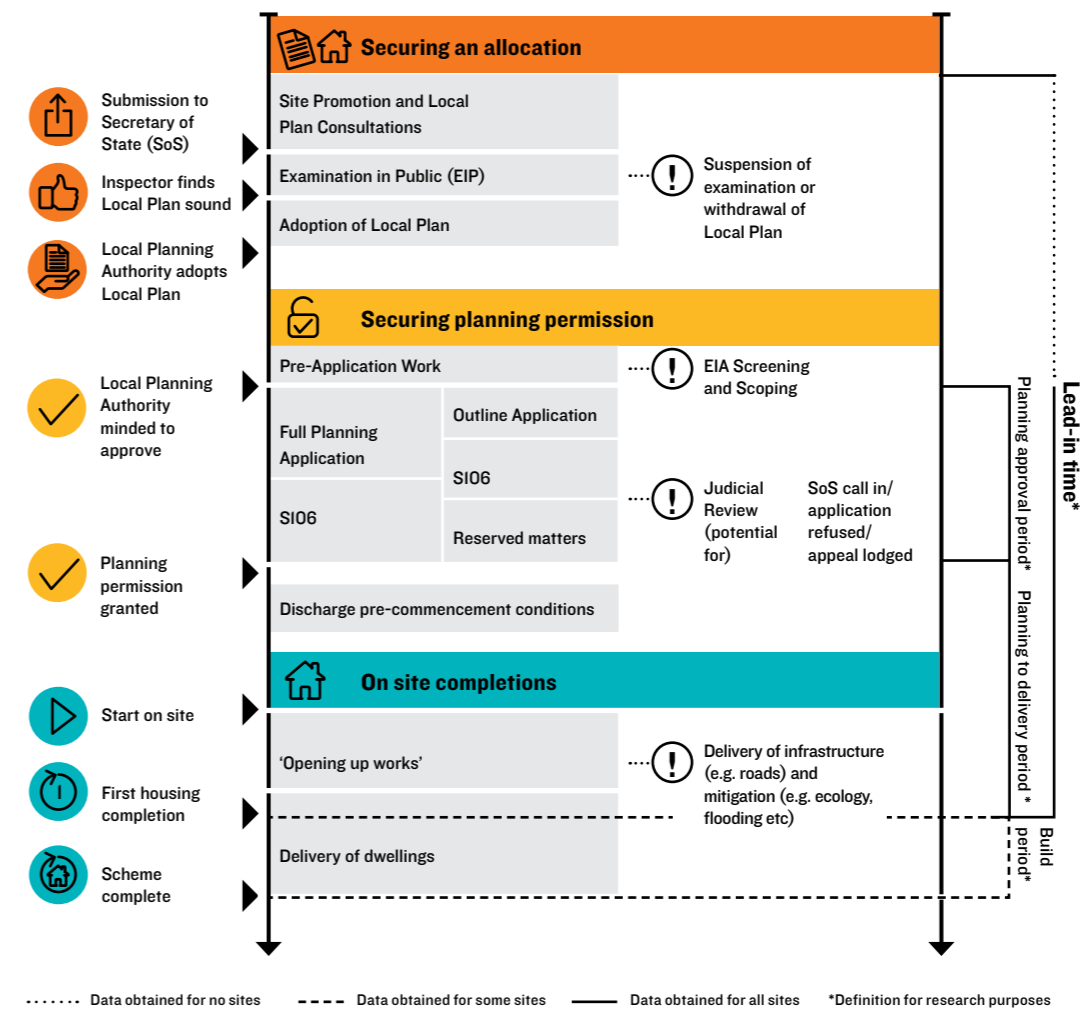 Securing an allocation
Submission to
Secretary of
State (SoS)
Site Promotion and Local
Plan Consultations
Inspector finds
Local Plan sound
Examination in Public (EIP)
Suspension of
examination or
withdrawal of
Local Plan
Adoption of Local Plan
Local Planning
Authority adopts
Local Plan
Securing planning permission
Pre-Application Work
EIA Screening
and Scoping
Local Planning
Authority
minded to
approve
Full Planning
Application
Outline Application
S106
S106
Reserved matters
Judicial
Review
(potential
for)
SoS call in/
application
refused/
appeal lodged
Planning
permission
granted
Discharge pre-commencement conditions
On site completions
Start on site
'Opening up works'
Delivery of infrastructure
(e.g. roads) and
mitigation (e.g. ecology,
flooding etc)
First housing
completion
Delivery of dwellings
Scheme
complete
Lead-in time*
Planning approval period*
Planning to delivery period *
Build
period*
Data obtained for no sites
Data obtained for some sites
Data obtained for all sites
*Definition for research purposes